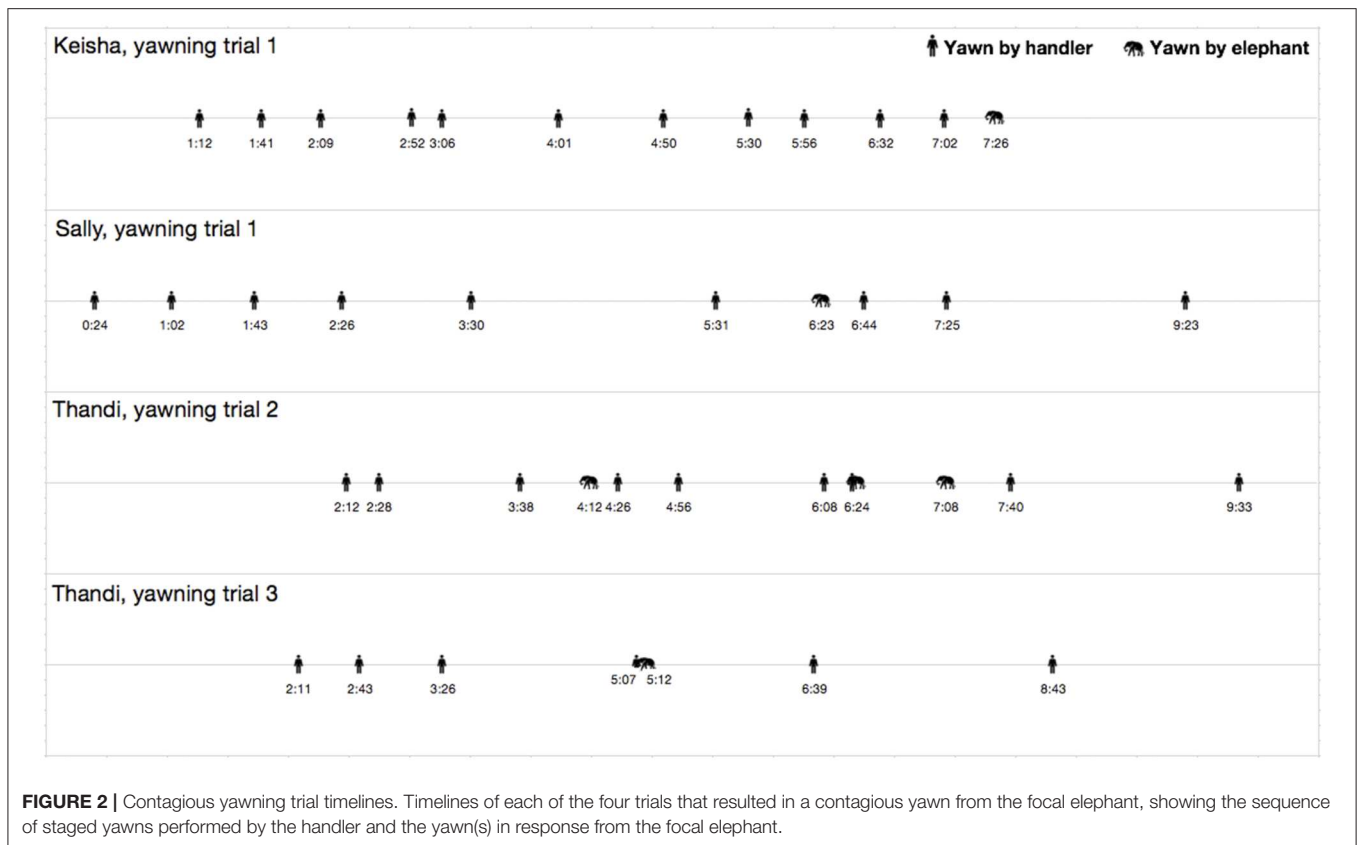 Keisha, yawning trial 1
Yawn by handler Yawn by elephant
1:12 1:41 2:09 2:52 3:06 4:01 4:50 5:30 5:56 6:32 7:02 7:26
Sally, yawning trial 1
0:24 1:02 1:43 2:26 3:30 5:31 6:23 6:44 7:25 9:23
Thandi, yawning trial 2
2:12 2:28 3:38 4:12 4:26 4:56 6:08 6:24 7:08 7:40 9:33
Thandi, yawning trial 3
2:11 2:43 3:26 5:07 5:12 6:39 8:43
FIGURE 2 | Contagious yawning trial timelines. Timelines of each of the four trials that resulted in a contagious yawn from the focal elephant, showing the sequence
of staged yawns performed by the handler and the yawn(s) in response from the focal elephant.